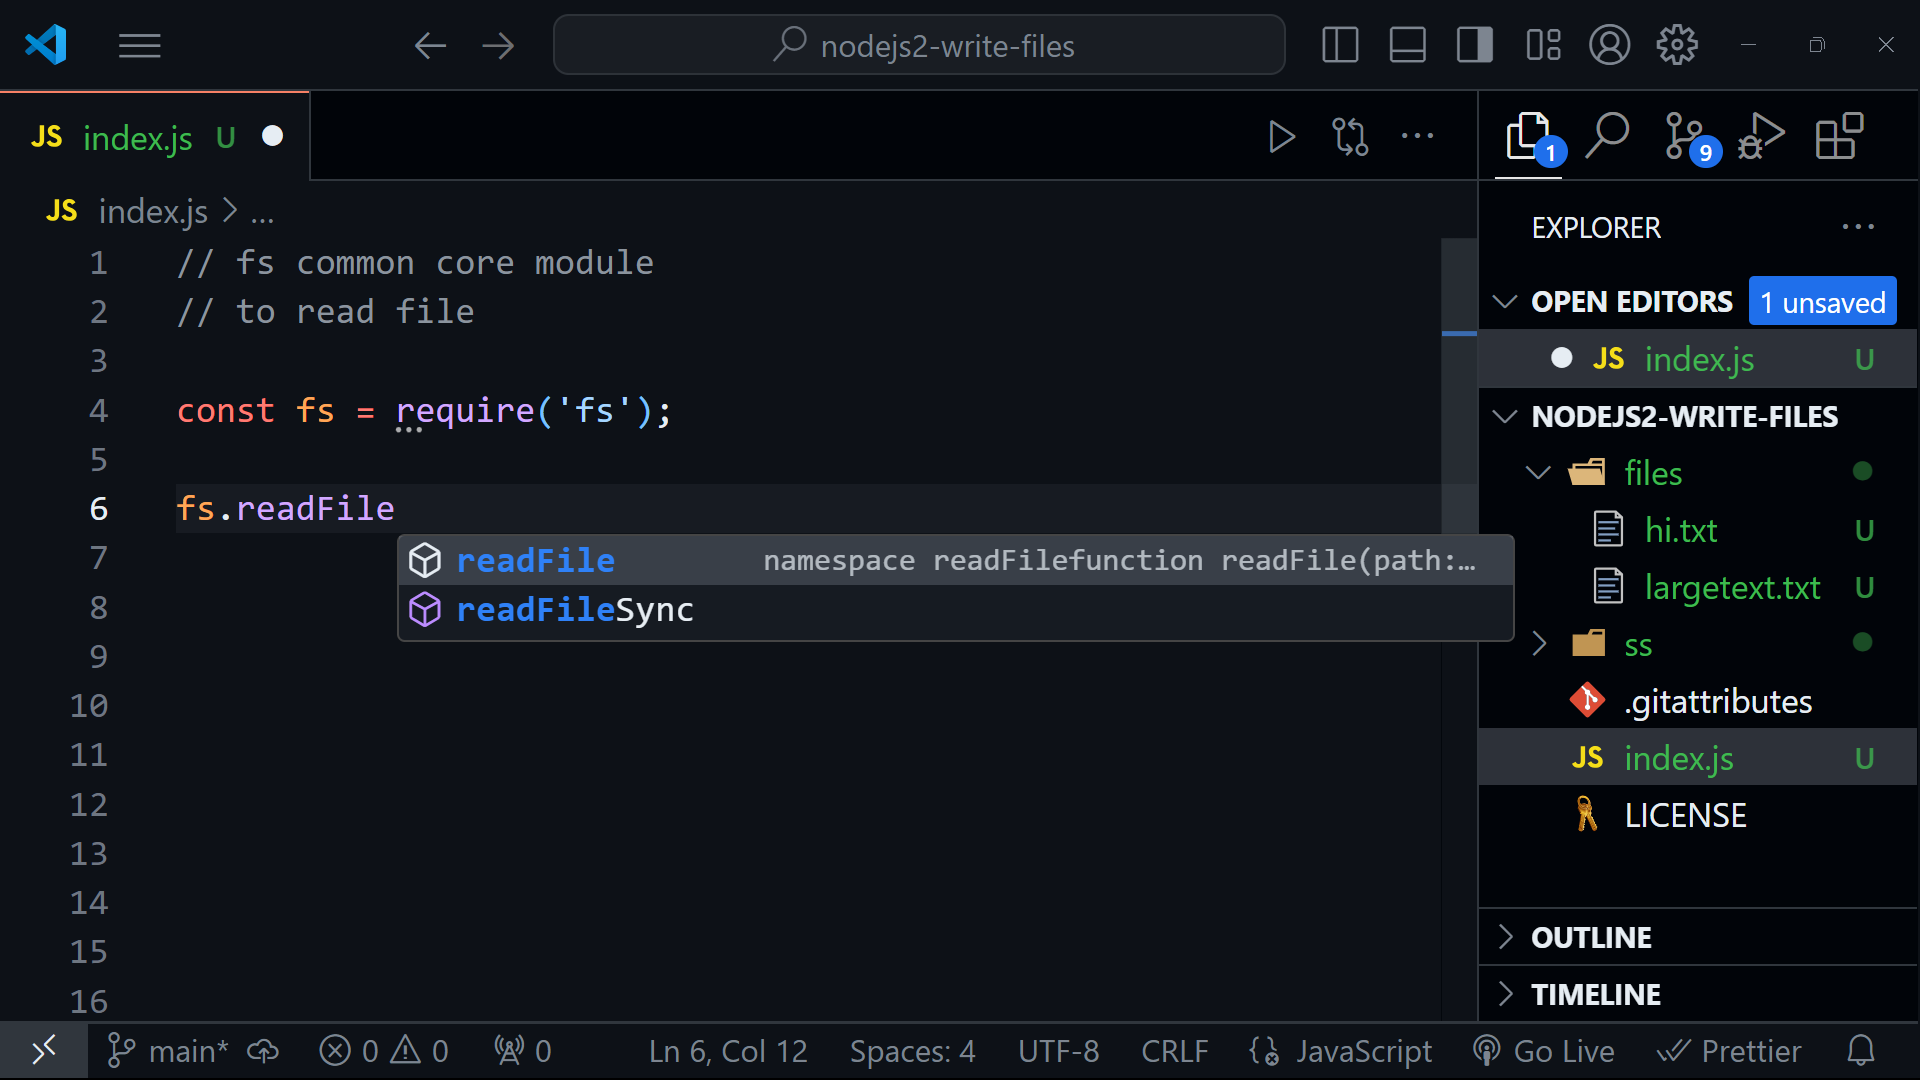 nodejs2-write-files
JS index.js U
1
9
JS index.js > ...
1 // fs common core module
2 // to read file
3
4 const fs = require('fs');
5
6 fs.readFile
7
8
9
10
11
12
13
14
15
16
readFile namespace readFilefunction readFile(path:…
readFileSync
EXPLORER
OPEN EDITORS 1 unsaved
JS index.js U
NODEJS2-WRITE-FILES
files
hi.txt U
largetext.txt U
ss
.gitattributes
JS index.js U
LICENSE
OUTLINE
TIMELINE
main* 0 0 0 Ln 6, Col 12 Spaces: 4 UTF-8 CRLF JavaScript Go Live Prettier